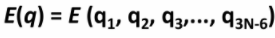 E(q) = E (q₁, q₂, q₃,..., q₃N-₆)